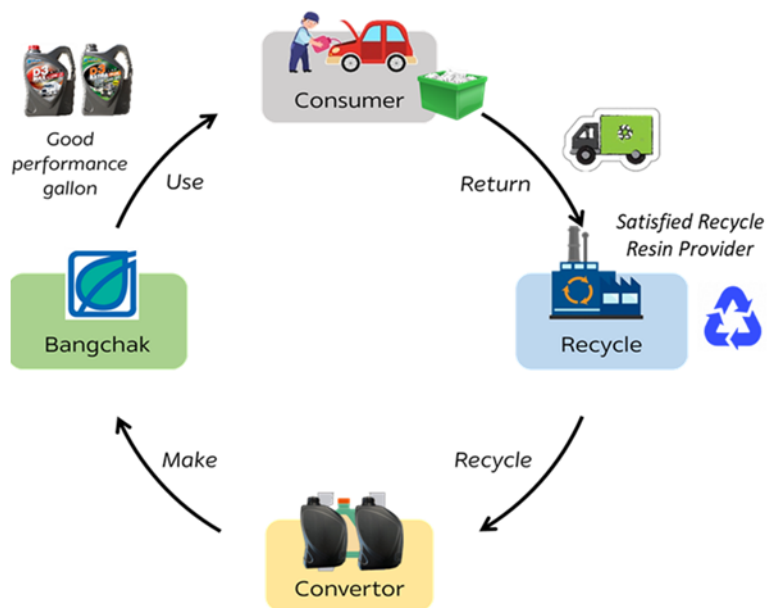 Consumer
Good
performance
gallon
Use
Return
Satisfied Recycle
Resin Provider
Bangchak
Recycle
Make
Recycle
Convertor